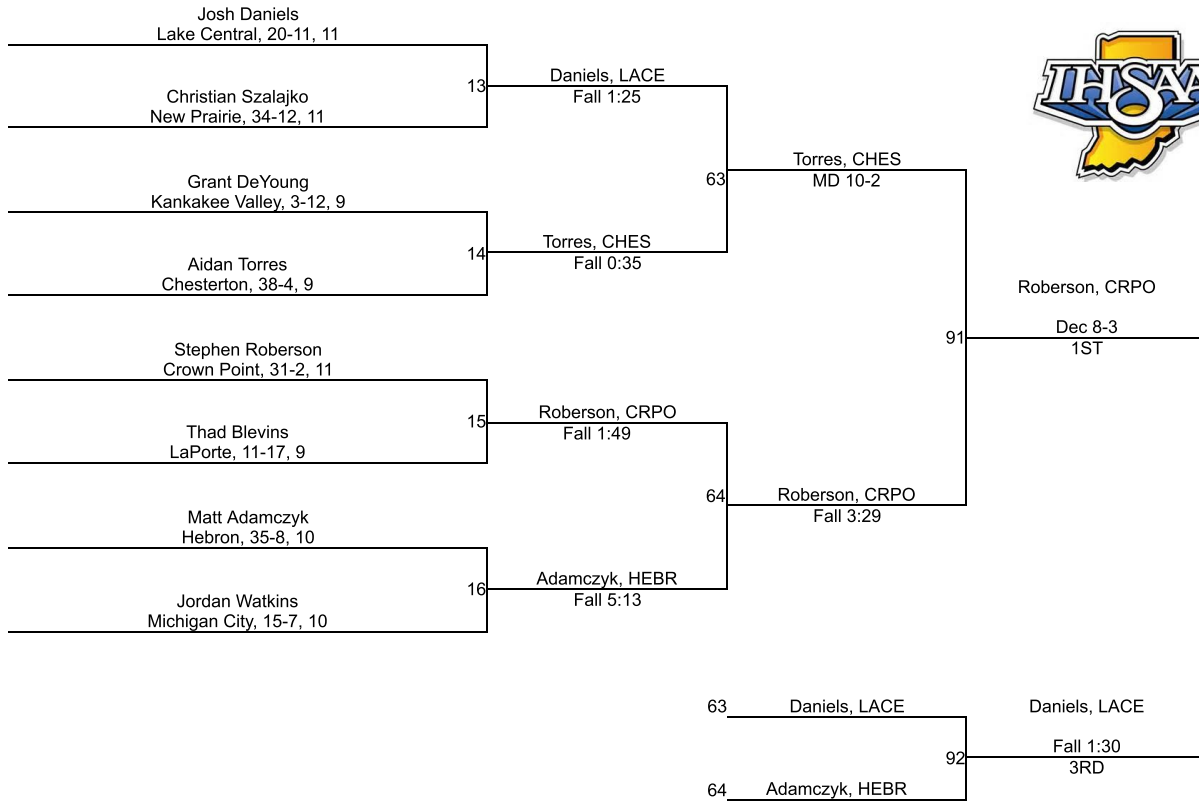 Josh Daniels
Lake Central, 20-11, 11
13
Daniels, LACE
Fall 1:25
Christian Szalajko
New Prairie, 34-12, 11
Grant DeYoung
Kankakee Valley, 3-12, 9
14
Torres, CHES
Fall 0:35
Aidan Torres
Chesterton, 38-4, 9
63
Torres, CHES
MD 10-2
Stephen Roberson
Crown Point, 31-2, 11
15
Roberson, CRPO
Fall 1:49
Thad Blevins
LaPorte, 11-17, 9
Matt Adamczyk
Hebron, 35-8, 10
16
Adamczyk, HEBR
Fall 5:13
Jordan Watkins
Michigan City, 15-7, 10
64
Roberson, CRPO
Fall 3:29
91
Roberson, CRPO
Dec 8-3
1ST
IHSAA
63
Daniels, LACE
64
Adamczyk, HEBR
92
Daniels, LACE
Fall 1:30
3RD